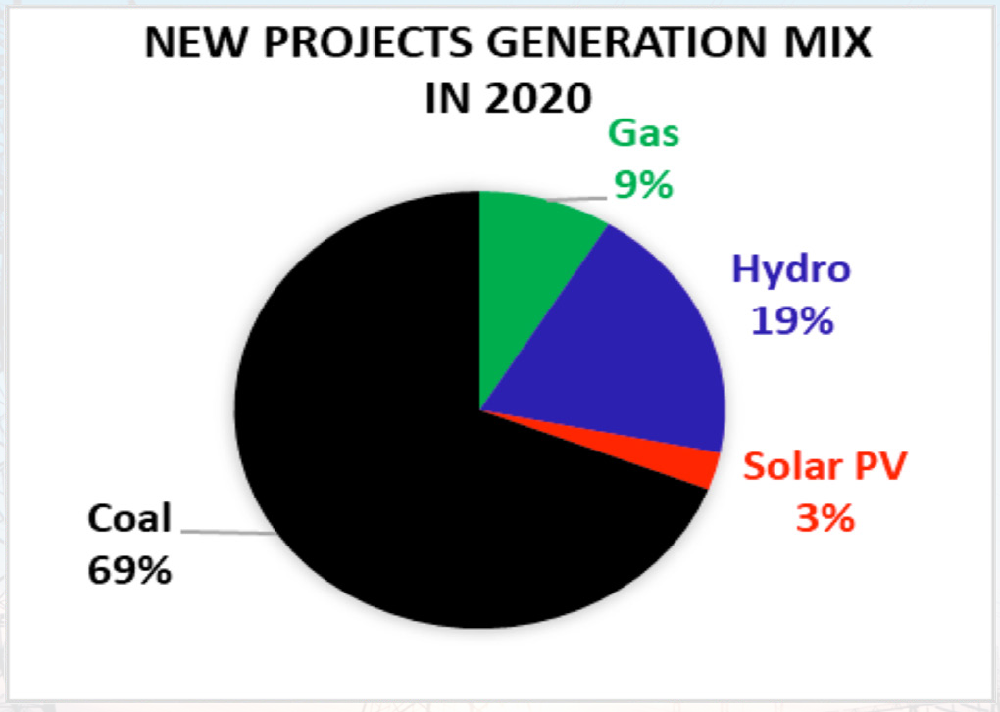 NEW PROJECTS GENERATION MIX
IN 2020
Gas
9%
Hydro
19%
Solar PV
3%
Coal
69%